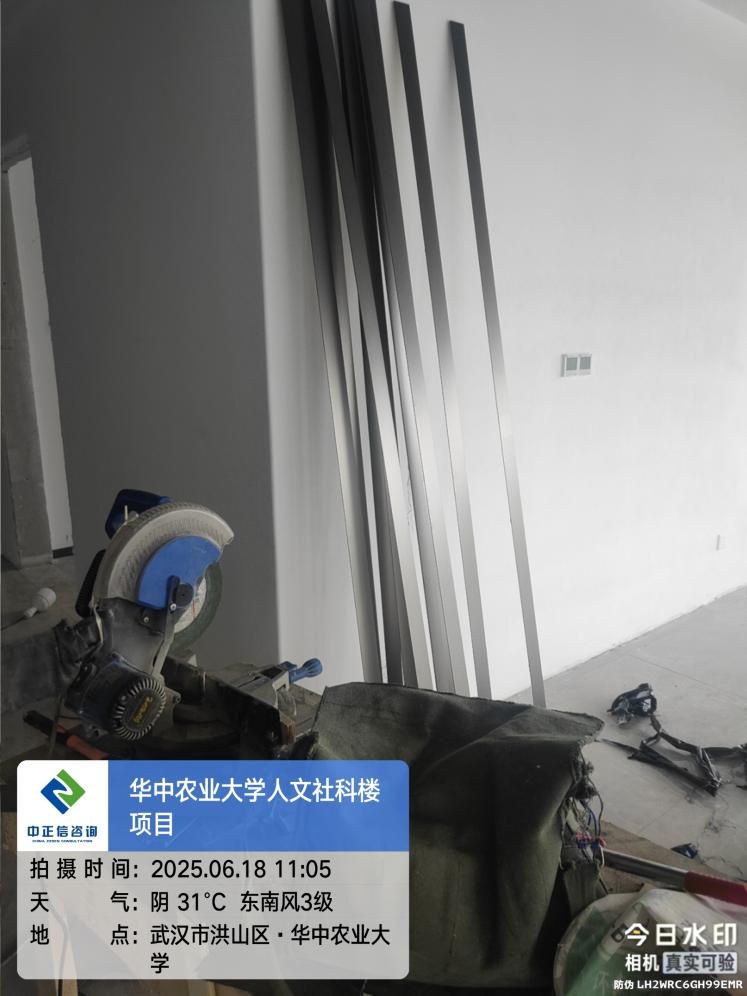 中正信咨询
CHINA ZEXIN CONSULTATION
华中农业大学人文社科楼
项目
拍摄时间：2025.06.18 11:05
天气：阴 31℃ 东南风3级
地点：武汉市洪山区·华中农业大
学
今日水印
相机 真实可验
防伪 LH2WRC6GH99EMR